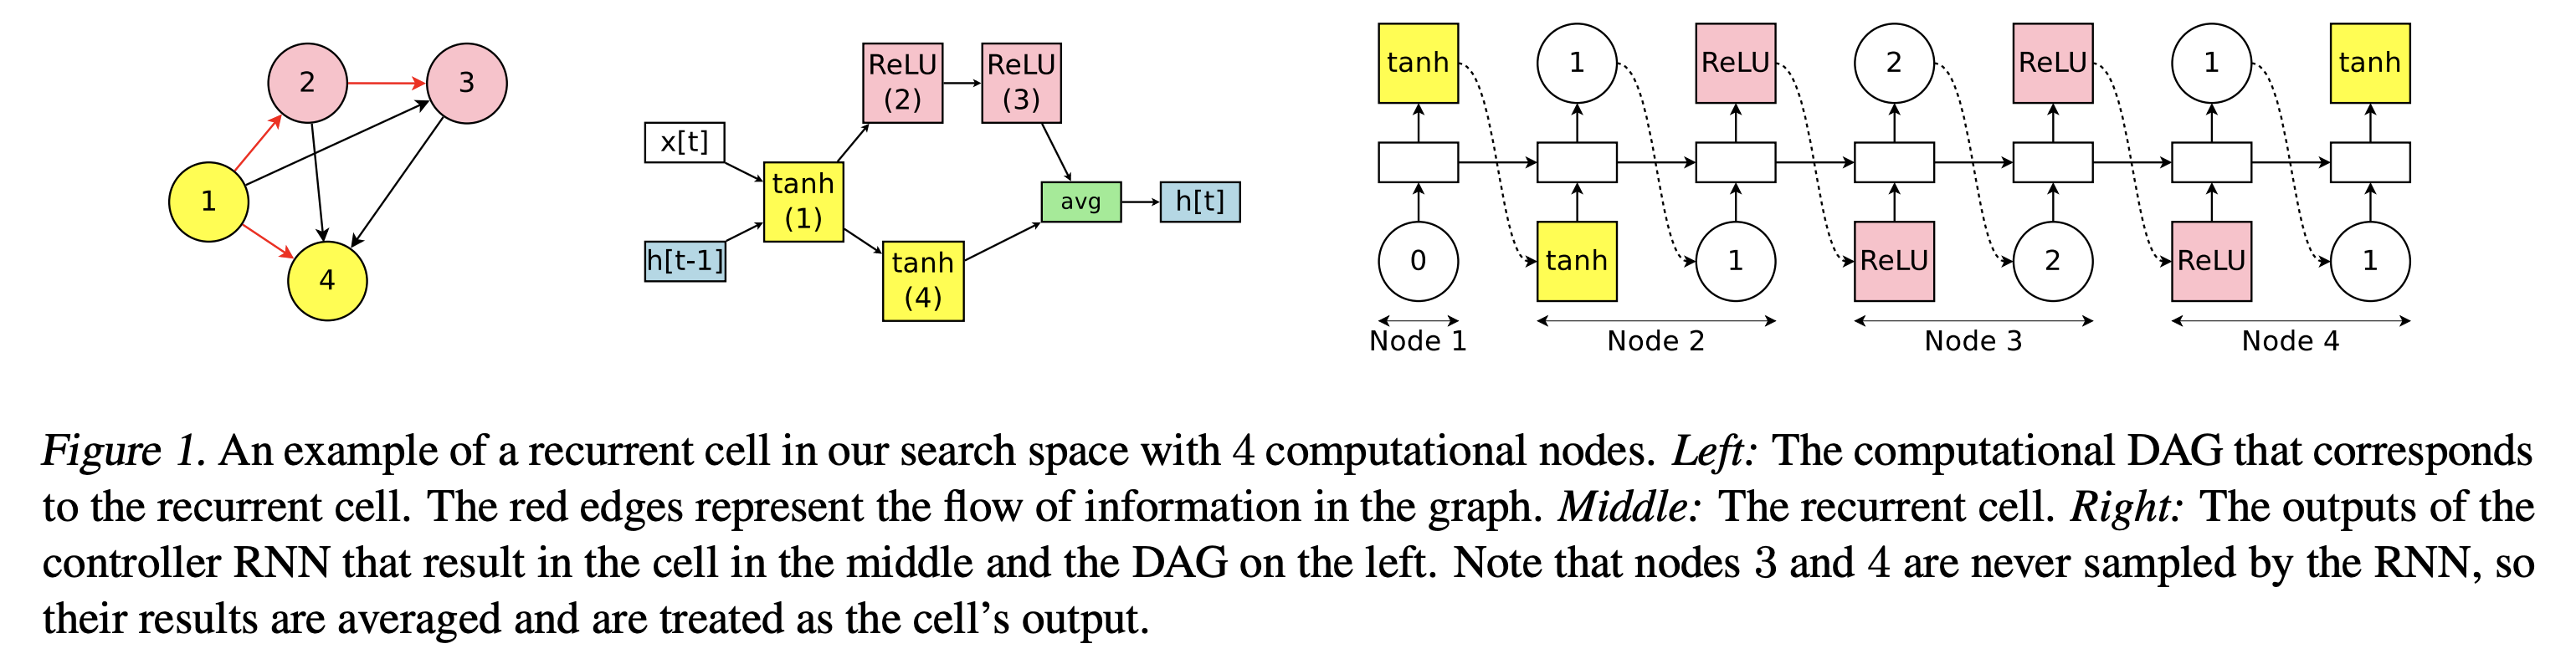 1
2
3
4
x[t]
h[t-1]
tanh
(1)
ReLU
(2)
ReLU
(3)
tanh
(4)
avg
h[t]
tanh 1 ReLU 2 ReLU 1 tanh
0 tanh 1 ReLU 2 ReLU 1
Node 1 Node 2 Node 3 Node 4
Figure 1. An example of a recurrent cell in our search space with 4 computational nodes. Left: The computational DAG that corresponds
to the recurrent cell. The red edges represent the flow of information in the graph. Middle: The recurrent cell. Right: The outputs of the
controller RNN that result in the cell in the middle and the DAG on the left. Note that nodes 3 and 4 are never sampled by the RNN, so
their results are averaged and are treated as the cell’s output.